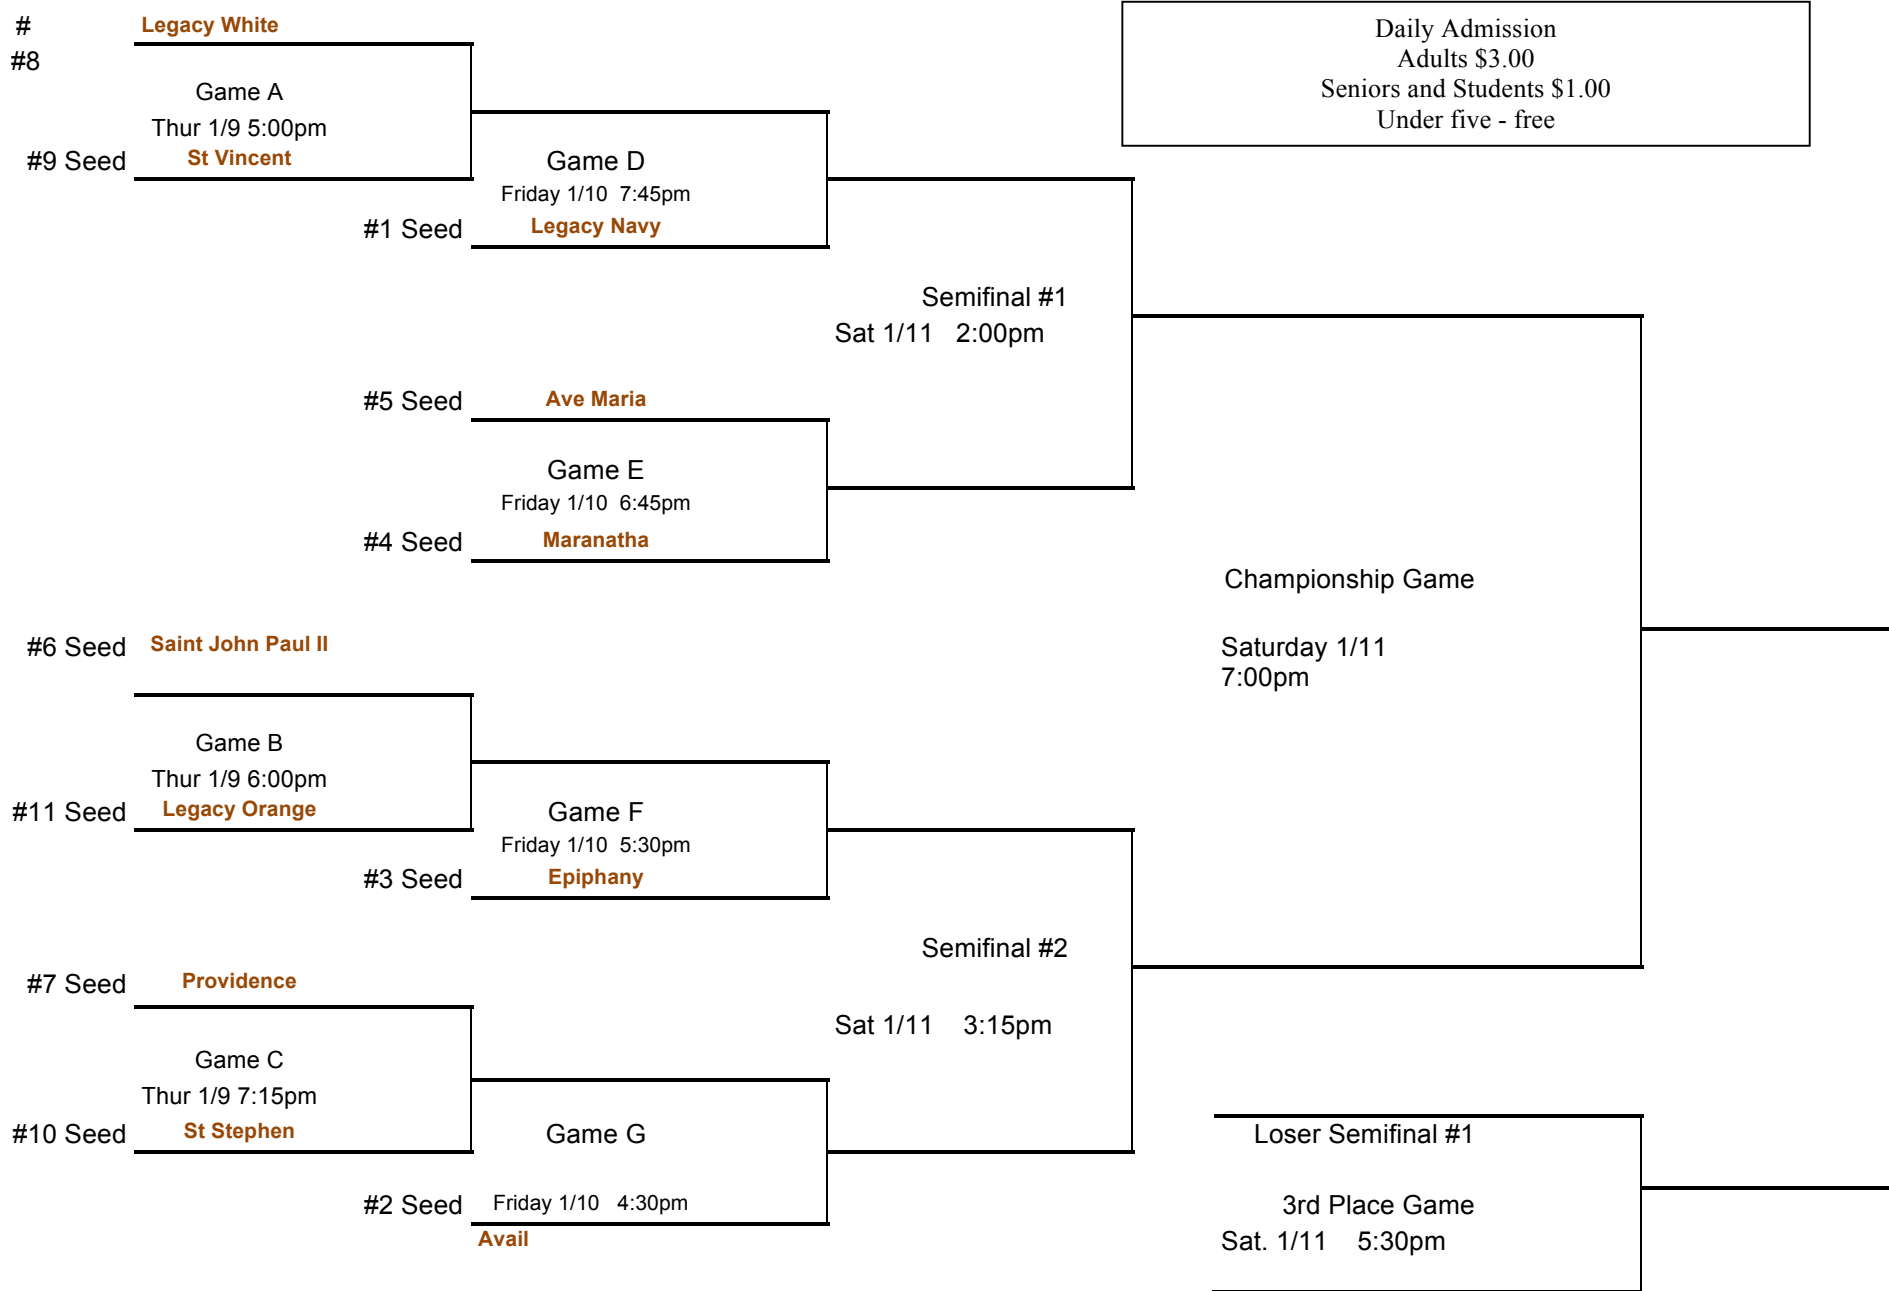 #
Legacy White
#8
Game A
Thur 1/9 5:00pm
#9 Seed
St Vincent
Daily Admission
Adults $3.00
Seniors and Students $1.00
Under five - free
Game D
Friday 1/10 7:45pm
#1 Seed
Legacy Navy
Semifinal #1
Sat 1/11 2:00pm
#5 Seed
Ave Maria
Game E
Friday 1/10 6:45pm
#4 Seed
Maranatha
Championship Game
Saturday 1/11
7:00pm
#6 Seed
Saint John Paul II
Game B
Thur 1/9 6:00pm
#11 Seed
Legacy Orange
Game F
Friday 1/10 5:30pm
#3 Seed
Epiphany
Semifinal #2
Sat 1/11 3:15pm
#7 Seed
Providence
Game C
Thur 1/9 7:15pm
#10 Seed
St Stephen
Game G
#2 Seed
Friday 1/10 4:30pm
Avail
Loser Semifinal #1
3rd Place Game
Sat. 1/11 5:30pm